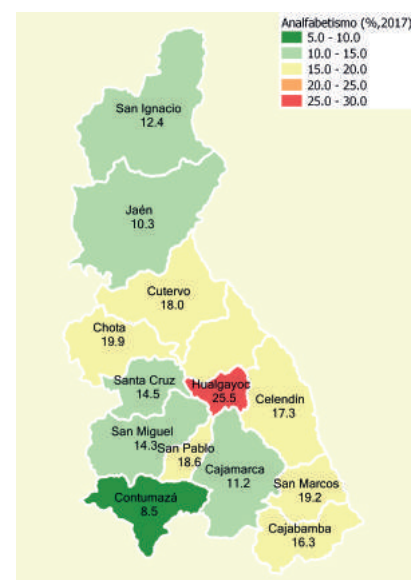 Analfabetismo (%,2017)
5.0 - 10.0
10.0 - 15.0
15.0 - 20.0
20.0 - 25.0
25.0 - 30.0
San Ignacio
12.4
Jaén
10.3
Cutervo
18.0
Chota
19.9
Santa Cruz
14.5
Hualgayoc
25.5
Celendín
17.3
San Miguel
14.3
San Pablo
18.6
Cajamarca
11.2
San Marcos
19.2
Contumazá
8.5
Cajabamba
16.3